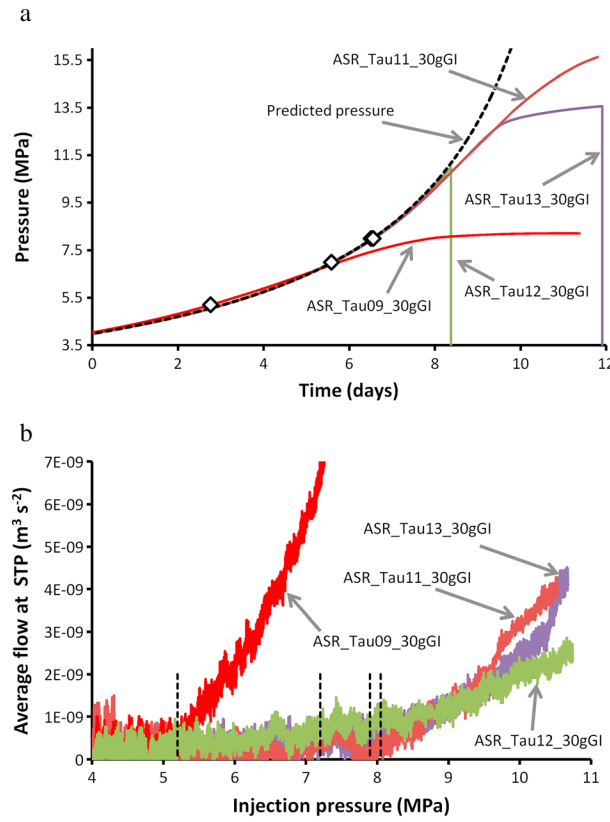 a
15.5
13.5
11.5
9.5
7.5
5.5
3.5
Pressure (MPa)
ASR_Tau11_30gGI
Predicted pressure
ASR_Tau13_30gGI
ASR_Tau12_30gGI
ASR_Tau09_30gGI
0 2 4 6 8 10 12
Time (days)
b
7E-09
6E-09
5E-09
4E-09
3E-09
2E-09
1E-09
0
Average flow at STP (m³ s⁻²)
ASR_Tau13_30gGI
ASR_Tau11_30gGI
ASR_Tau09_30gGI
ASR_Tau12_30gGI
4 5 6 7 8 9 10 11
Injection pressure (MPa)